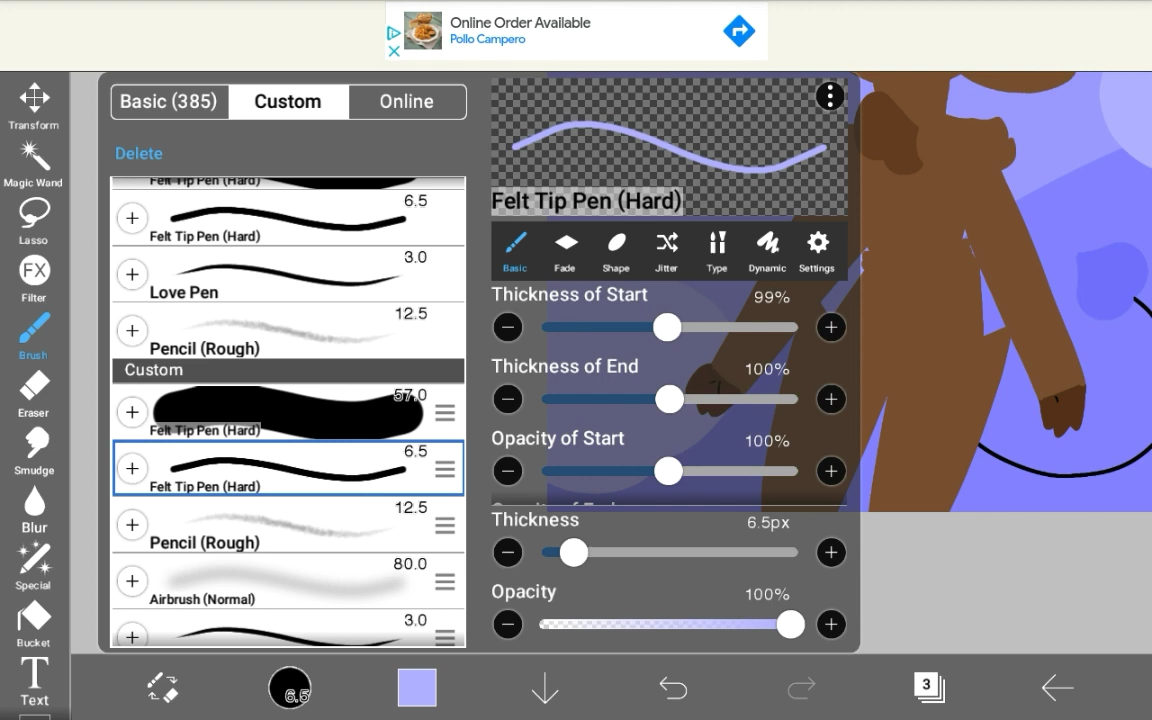 Online Order Available
Pollo Campero
Transform
Magic Wand
Lasso
FX
Filter
Brush
Eraser
Smudge
Blur
Special
Bucket
T
Text
Basic (385)
Custom
Online
Delete
Felt Tip Pen (Hard)
6.5
Felt Tip Pen (Hard)
3.0
Love Pen
12.5
Pencil (Rough)
Custom
57.0
Felt Tip Pen (Hard)
6.5
Felt Tip Pen (Hard)
12.5
Pencil (Rough)
80.0
Airbrush (Normal)
3.0
Felt Tip Pen (Hard)
Basic
Fade
Shape
Jitter
Type
Dynamic
Settings
Thickness of Start 99%
Thickness of End 100%
Opacity of Start 100%
Thickness 6.5px
Opacity 100%
6.5
3